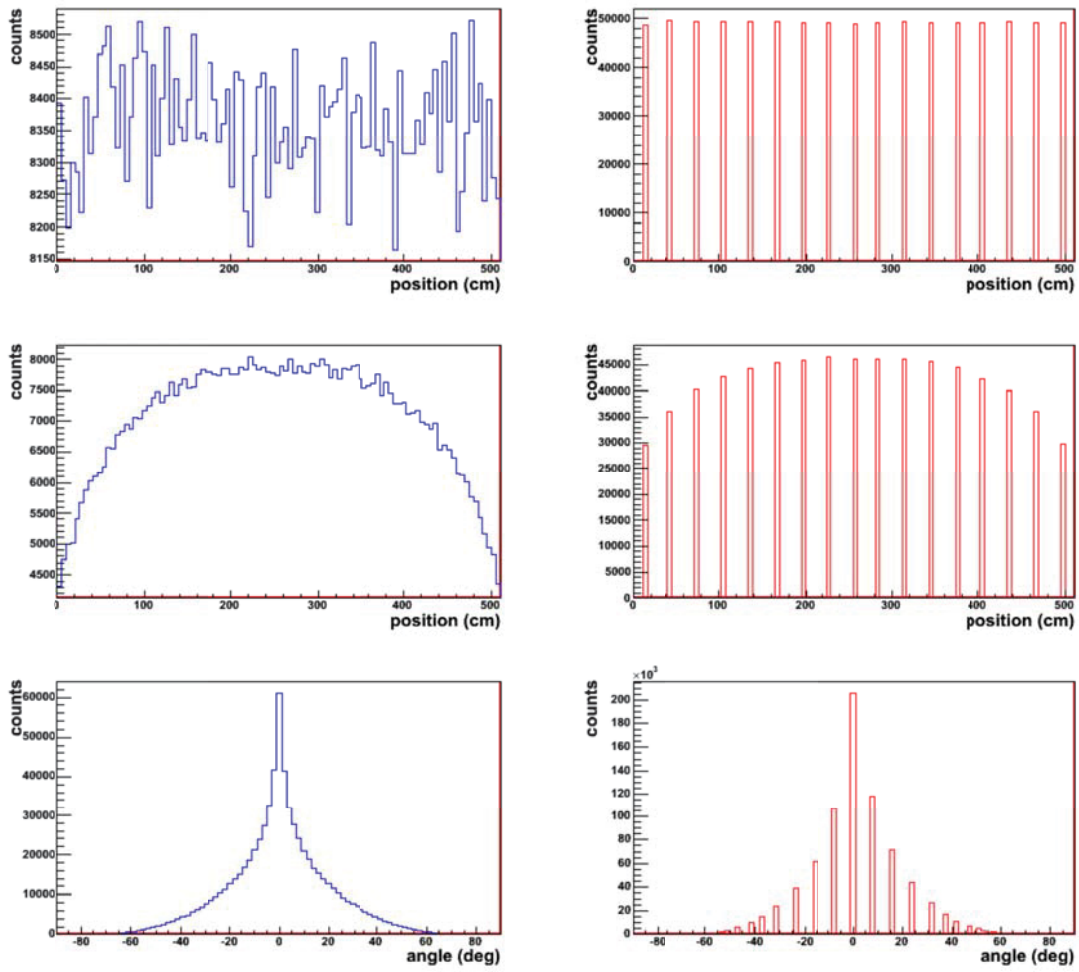 counts
8500
8450
8400
8350
8300
8250
8200
8150
0 100 200 300 400 500
position (cm)
counts
50000
40000
30000
20000
10000
0
0 100 200 300 400 500
position (cm)
counts
8000
7500
7000
6500
6000
5500
5000
4500
0 100 200 300 400 500
position (cm)
counts
45000
40000
35000
30000
25000
20000
15000
10000
5000
0
0 100 200 300 400 500
position (cm)
counts
60000
50000
40000
30000
20000
10000
0
-80 -60 -40 -20 0 20 40 60 80
angle (deg)
×10³
counts
200
180
160
140
120
100
80
60
40
20
0
-80 -60 -40 -20 0 20 40 60 80
angle (deg)